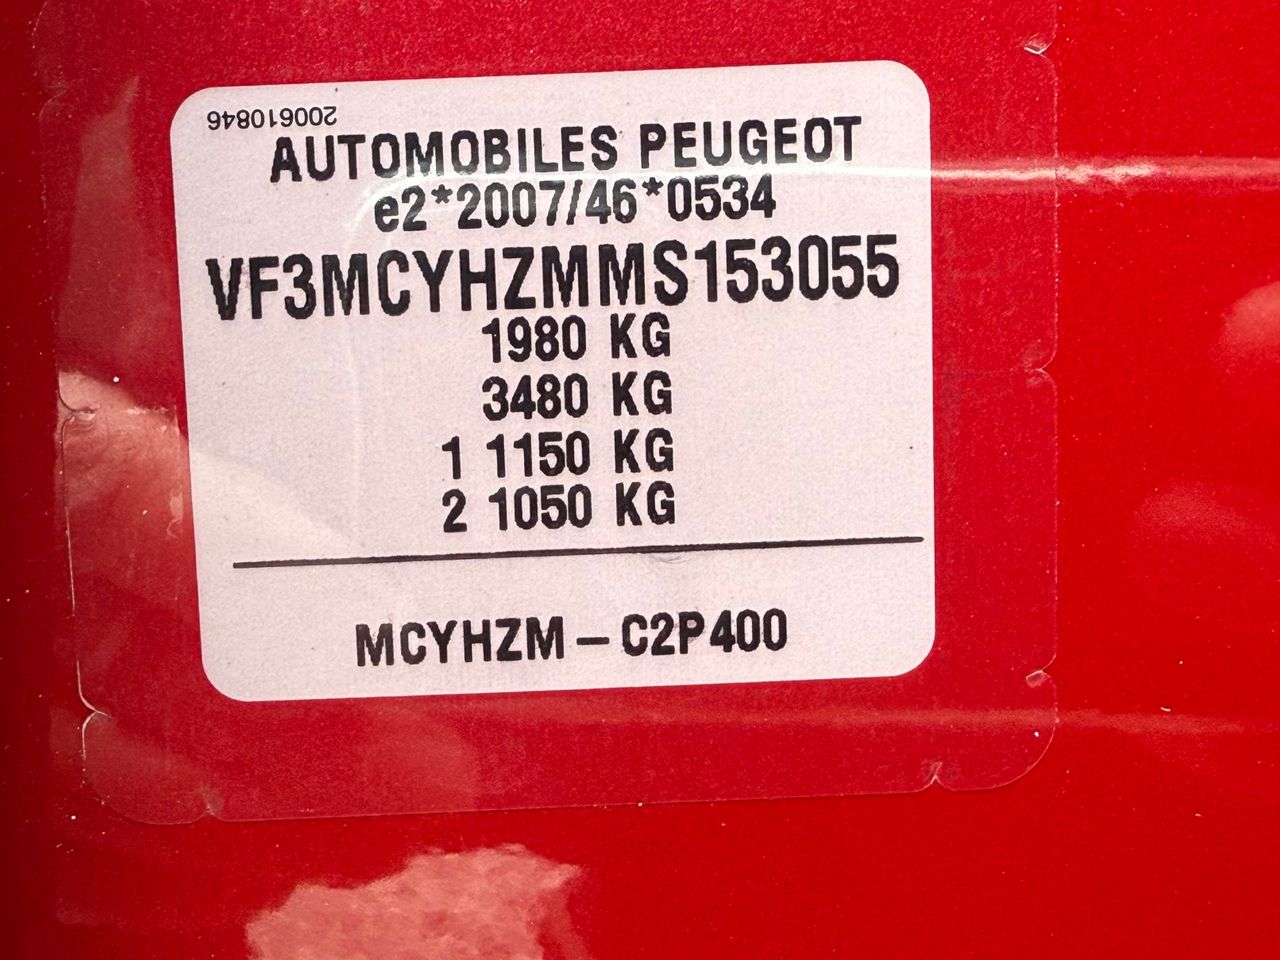 200610846
AUTOMOBILES PEUGEOT
e2*2007/46*0534
VF3MCYHZMMS153055
1980 KG
3480 KG
1 1150 KG
2 1050 KG
MCYHZM – C2P400